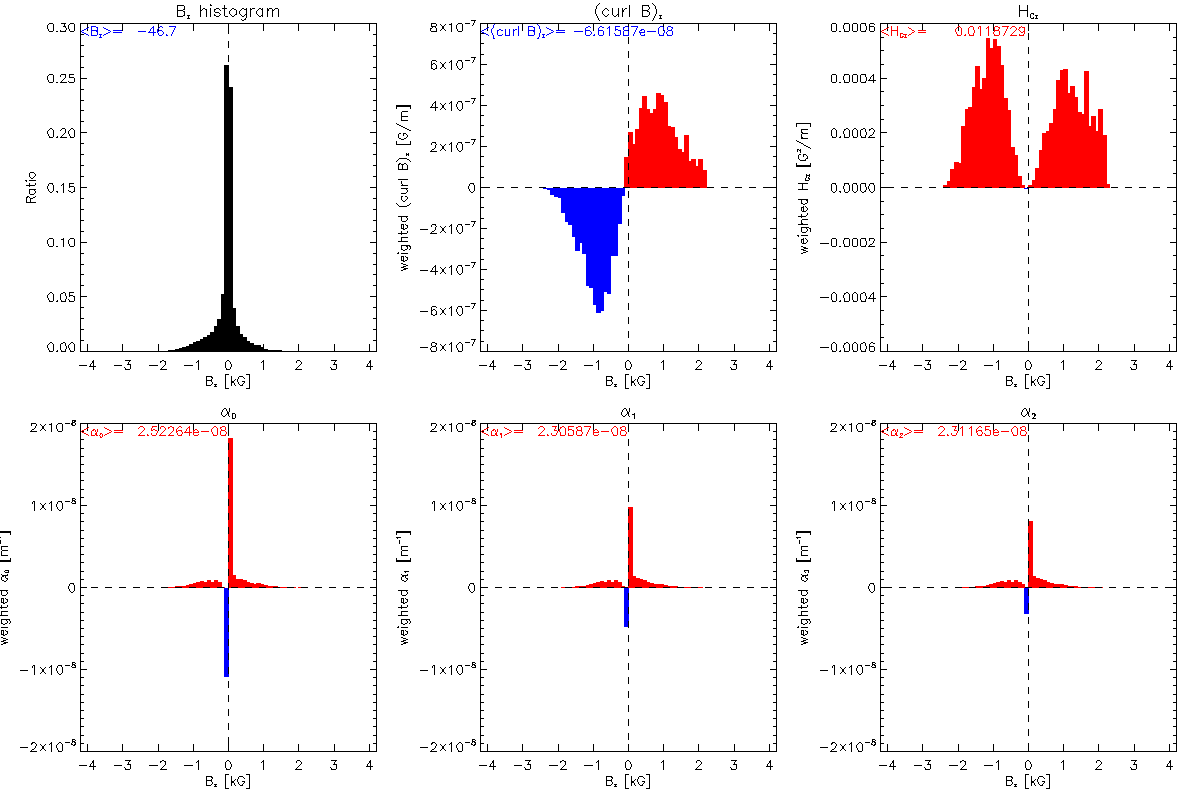 B_z histogram
(curl B)_z
H_Cz
<B_z>= -46.7
<(curl B)_z>= -6.61587e-08
<H_Cz>= 0.0118729
0.30
0.25
0.20
0.15
0.10
0.05
0.00
Ratio
-4 -3 -2 -1 0 1 2 3 4
B_z [kG]
8×10⁻⁷
6×10⁻⁷
4×10⁻⁷
2×10⁻⁷
0
-2×10⁻⁷
-4×10⁻⁷
-6×10⁻⁷
-8×10⁻⁷
weighted (curl B)_z [G/m]
-4 -3 -2 -1 0 1 2 3 4
B_z [kG]
0.0006
0.0004
0.0002
0.0000
-0.0002
-0.0004
-0.0006
weighted H_Cz [G²/m]
-4 -3 -2 -1 0 1 2 3 4
B_z [kG]
α₀
α₁
α₂
<α₀>= 2.52264e-08
<α₁>= 2.30587e-08
<α₂>= 2.31165e-08
2×10⁻⁸
1×10⁻⁸
0
-1×10⁻⁸
-2×10⁻⁸
weighted α₀ [m⁻¹]
-4 -3 -2 -1 0 1 2 3 4
B_z [kG]
2×10⁻⁸
1×10⁻⁸
0
-1×10⁻⁸
-2×10⁻⁸
weighted α₁ [m⁻¹]
-4 -3 -2 -1 0 1 2 3 4
B_z [kG]
2×10⁻⁸
1×10⁻⁸
0
-1×10⁻⁸
-2×10⁻⁸
weighted α₂ [m⁻¹]
-4 -3 -2 -1 0 1 2 3 4
B_z [kG]